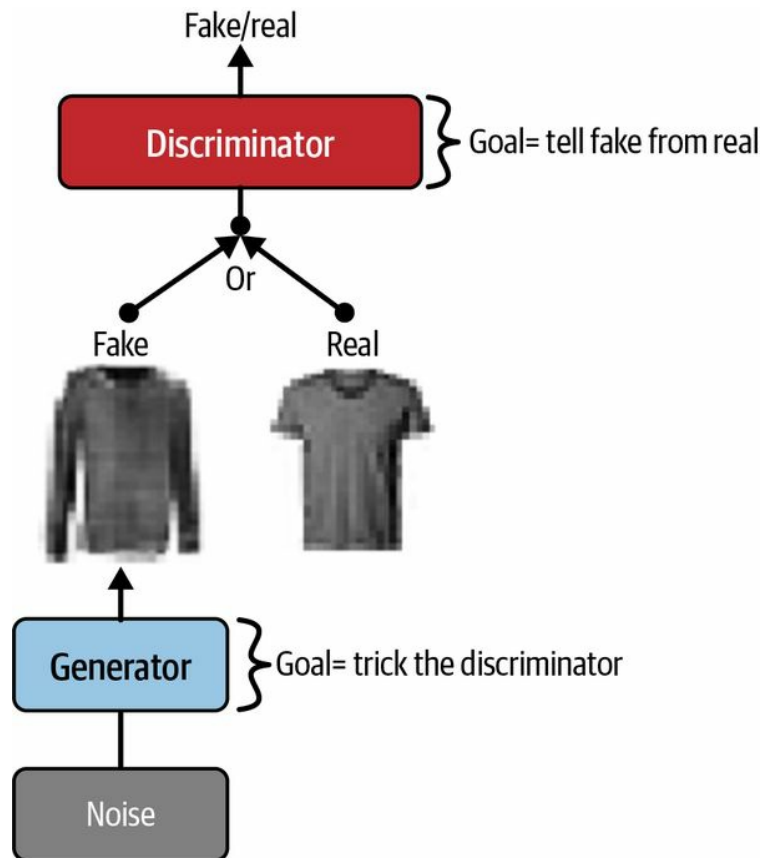 Fake/real
Discriminator
Goal= tell fake from real
Or
Fake
Real
Generator
Goal= trick the discriminator
Noise